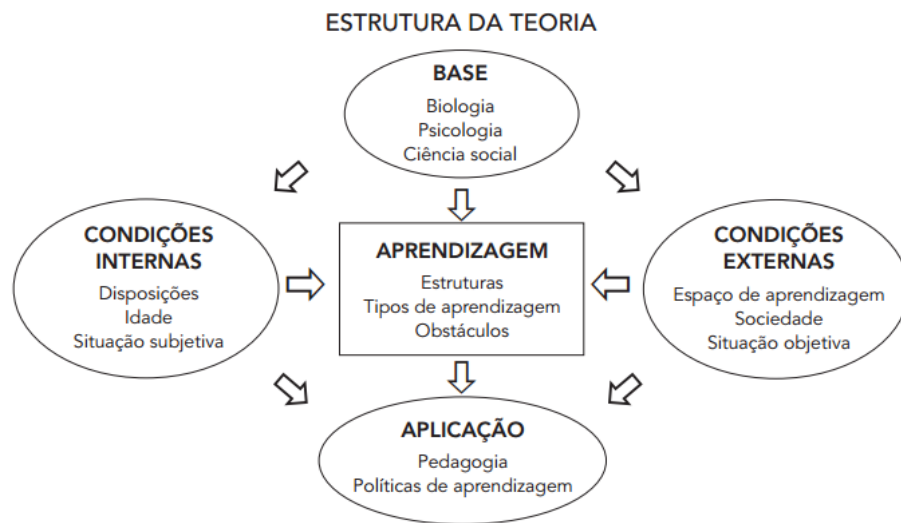 ESTRUTURA DA TEORIA
BASE
Biologia
Psicologia
Ciência social
CONDIÇÕES
INTERNAS
Disposições
Idade
Situação subjetiva
APRENDIZAGEM
Estruturas
Tipos de aprendizagem
Obstáculos
CONDIÇÕES
EXTERNAS
Espaço de aprendizagem
Sociedade
Situação objetiva
APLICAÇÃO
Pedagogia
Políticas de aprendizagem